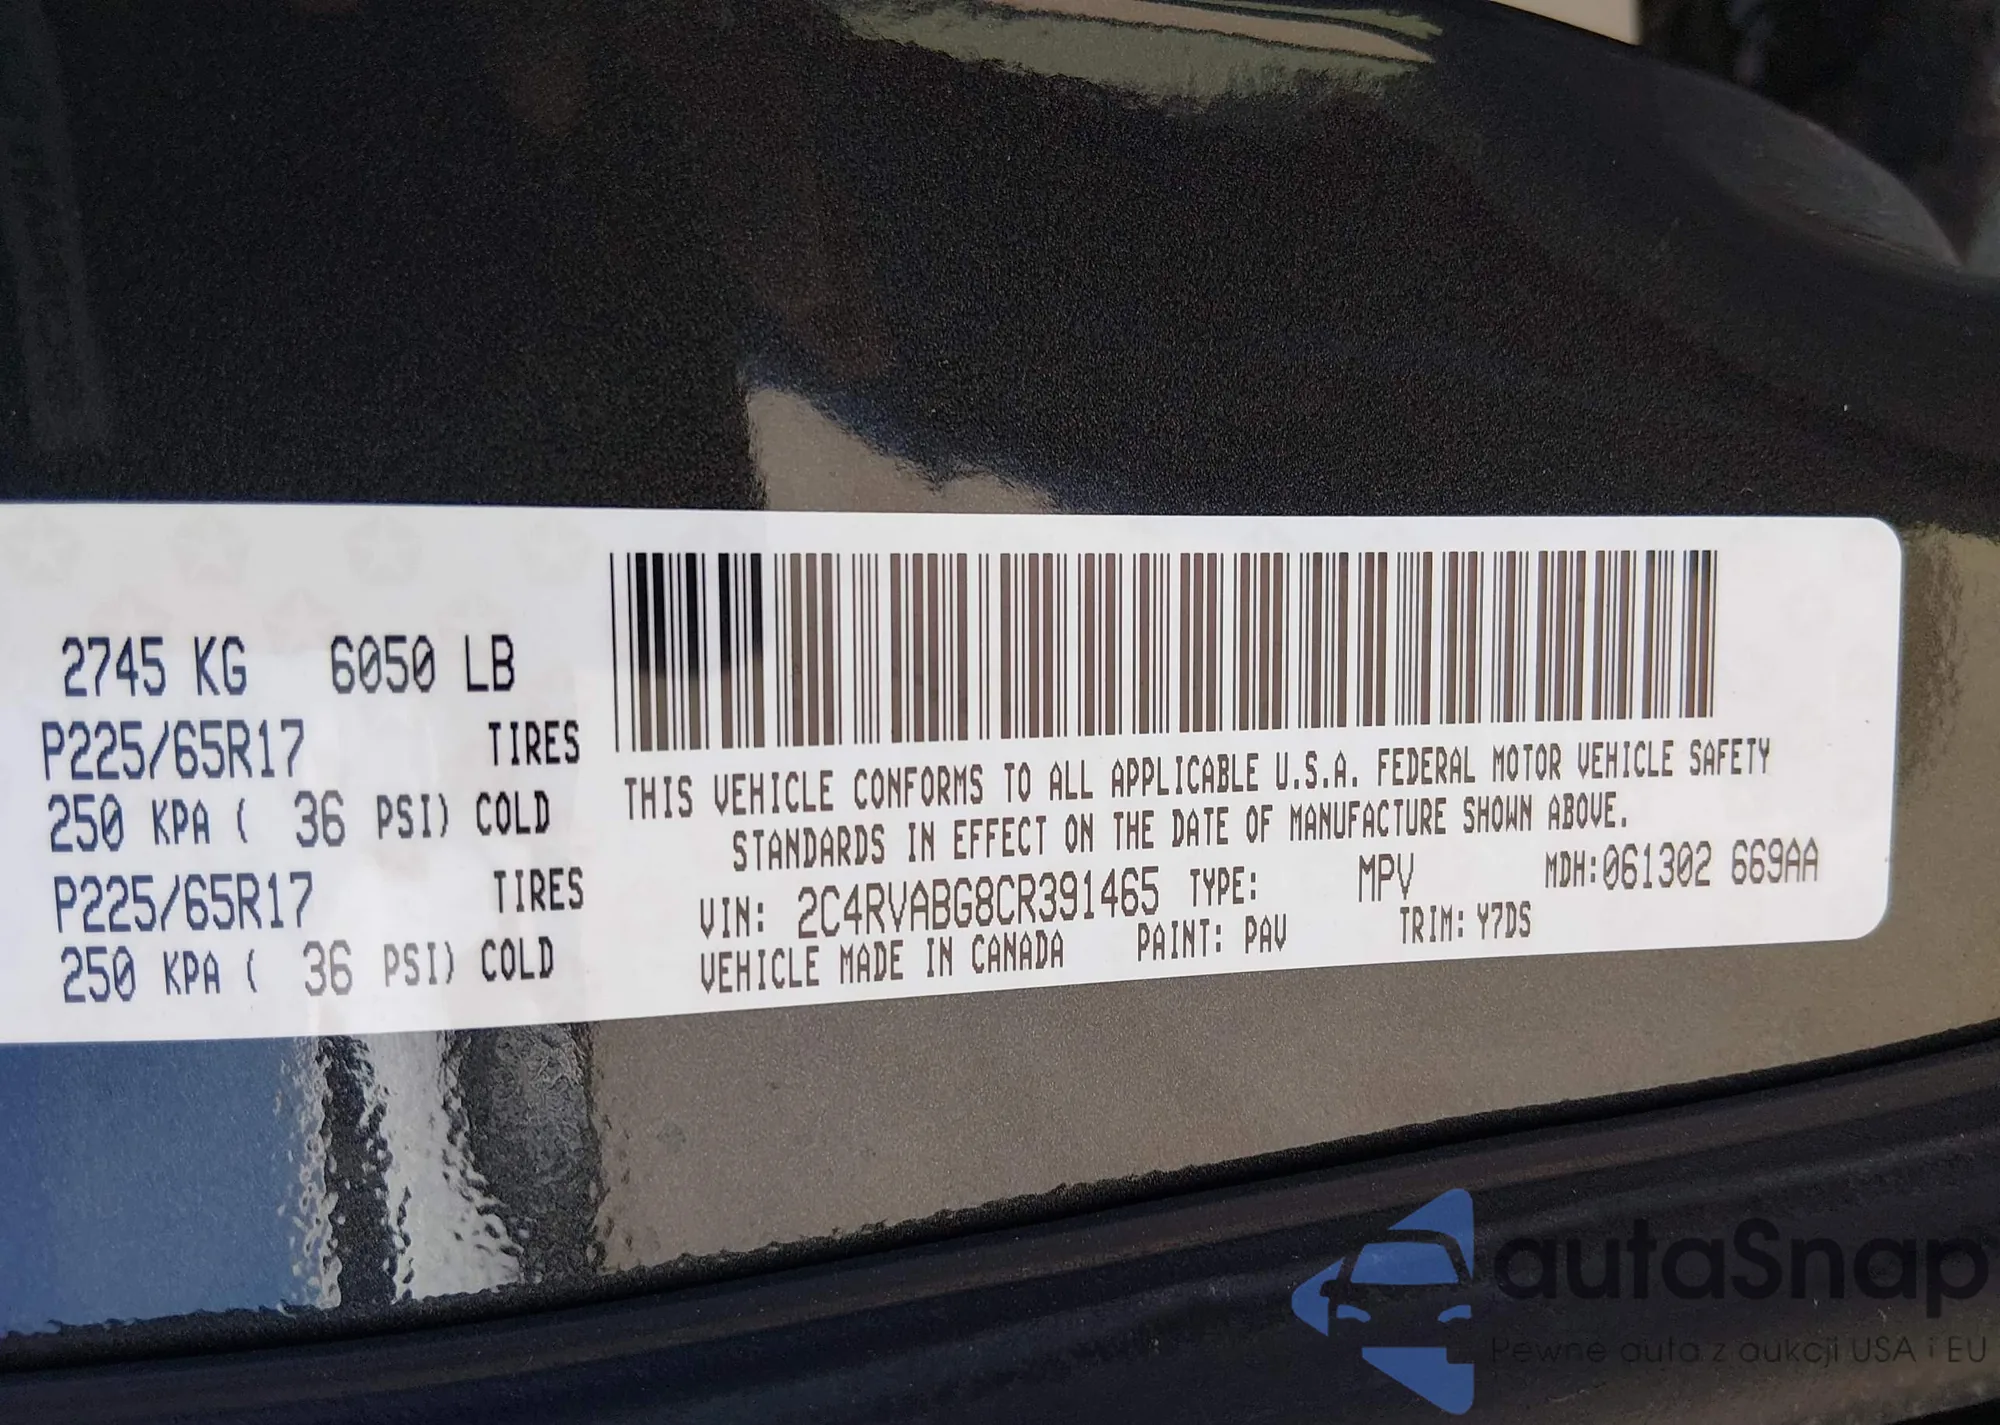 2745 KG 6050 LB
P225/65R17 TIRES
250 KPA ( 36 PSI) COLD
P225/65R17 TIRES
250 KPA ( 36 PSI) COLD
THIS VEHICLE CONFORMS TO ALL APPLICABLE U.S.A. FEDERAL MOTOR VEHICLE SAFETY
STANDARDS IN EFFECT ON THE DATE OF MANUFACTURE SHOWN ABOVE.
VIN: 2C4RVABG8CR391465 TYPE: MPV MDH:061302 669AA
VEHICLE MADE IN CANADA PAINT: PAV TRIM: Y7DS
autaSnap
Pewne auta z aukcji USA i EU